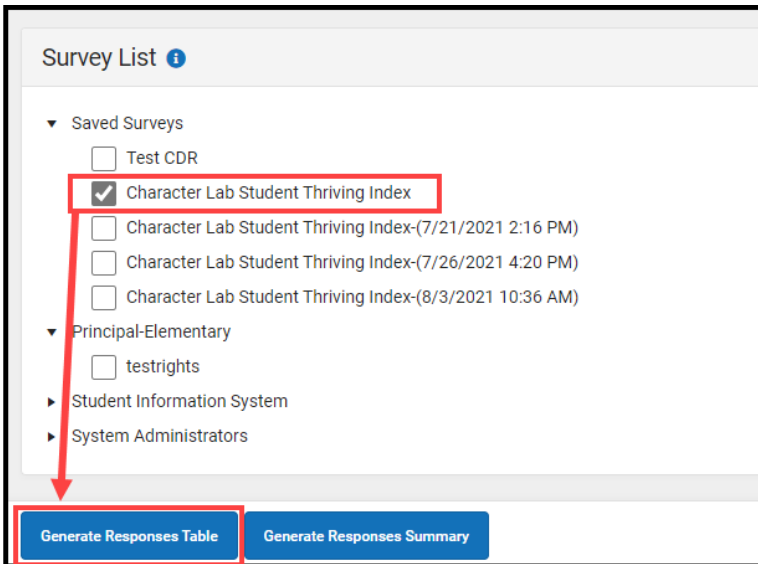 Survey List
Saved Surveys
Test CDR
Character Lab Student Thriving Index
Character Lab Student Thriving Index-(7/21/2021 2:16 PM)
Character Lab Student Thriving Index-(7/26/2021 4:20 PM)
Character Lab Student Thriving Index-(8/3/2021 10:36 AM)
Principal-Elementary
testrights
Student Information System
System Administrators
Generate Responses Table Generate Responses Summary